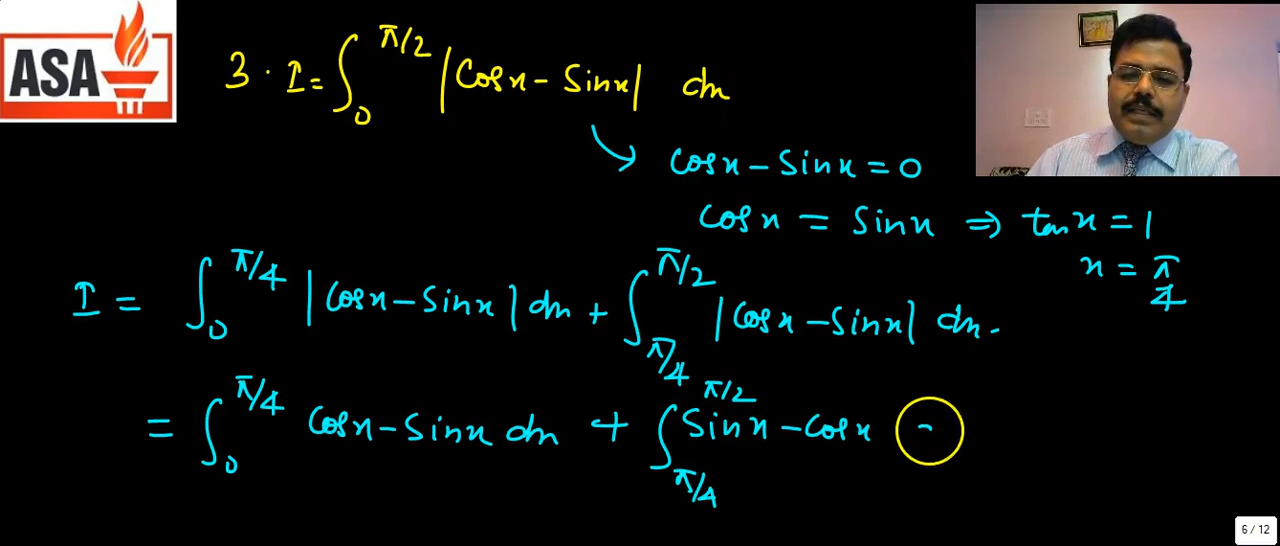 ASA
3. I = ∫₀^{π/2} |cosx - sinx| dx
cosx - sinx = 0
cosx = sinx ⇒ tanx = 1
x = π/4
I = ∫₀^{π/4} |cosx - sinx| dx + ∫_{π/4}^{π/2} |cosx - sinx| dx.
= ∫₀^{π/4} cosx - sinx dx + ∫_{π/4}^{π/2} sinx - cosx
6 / 12